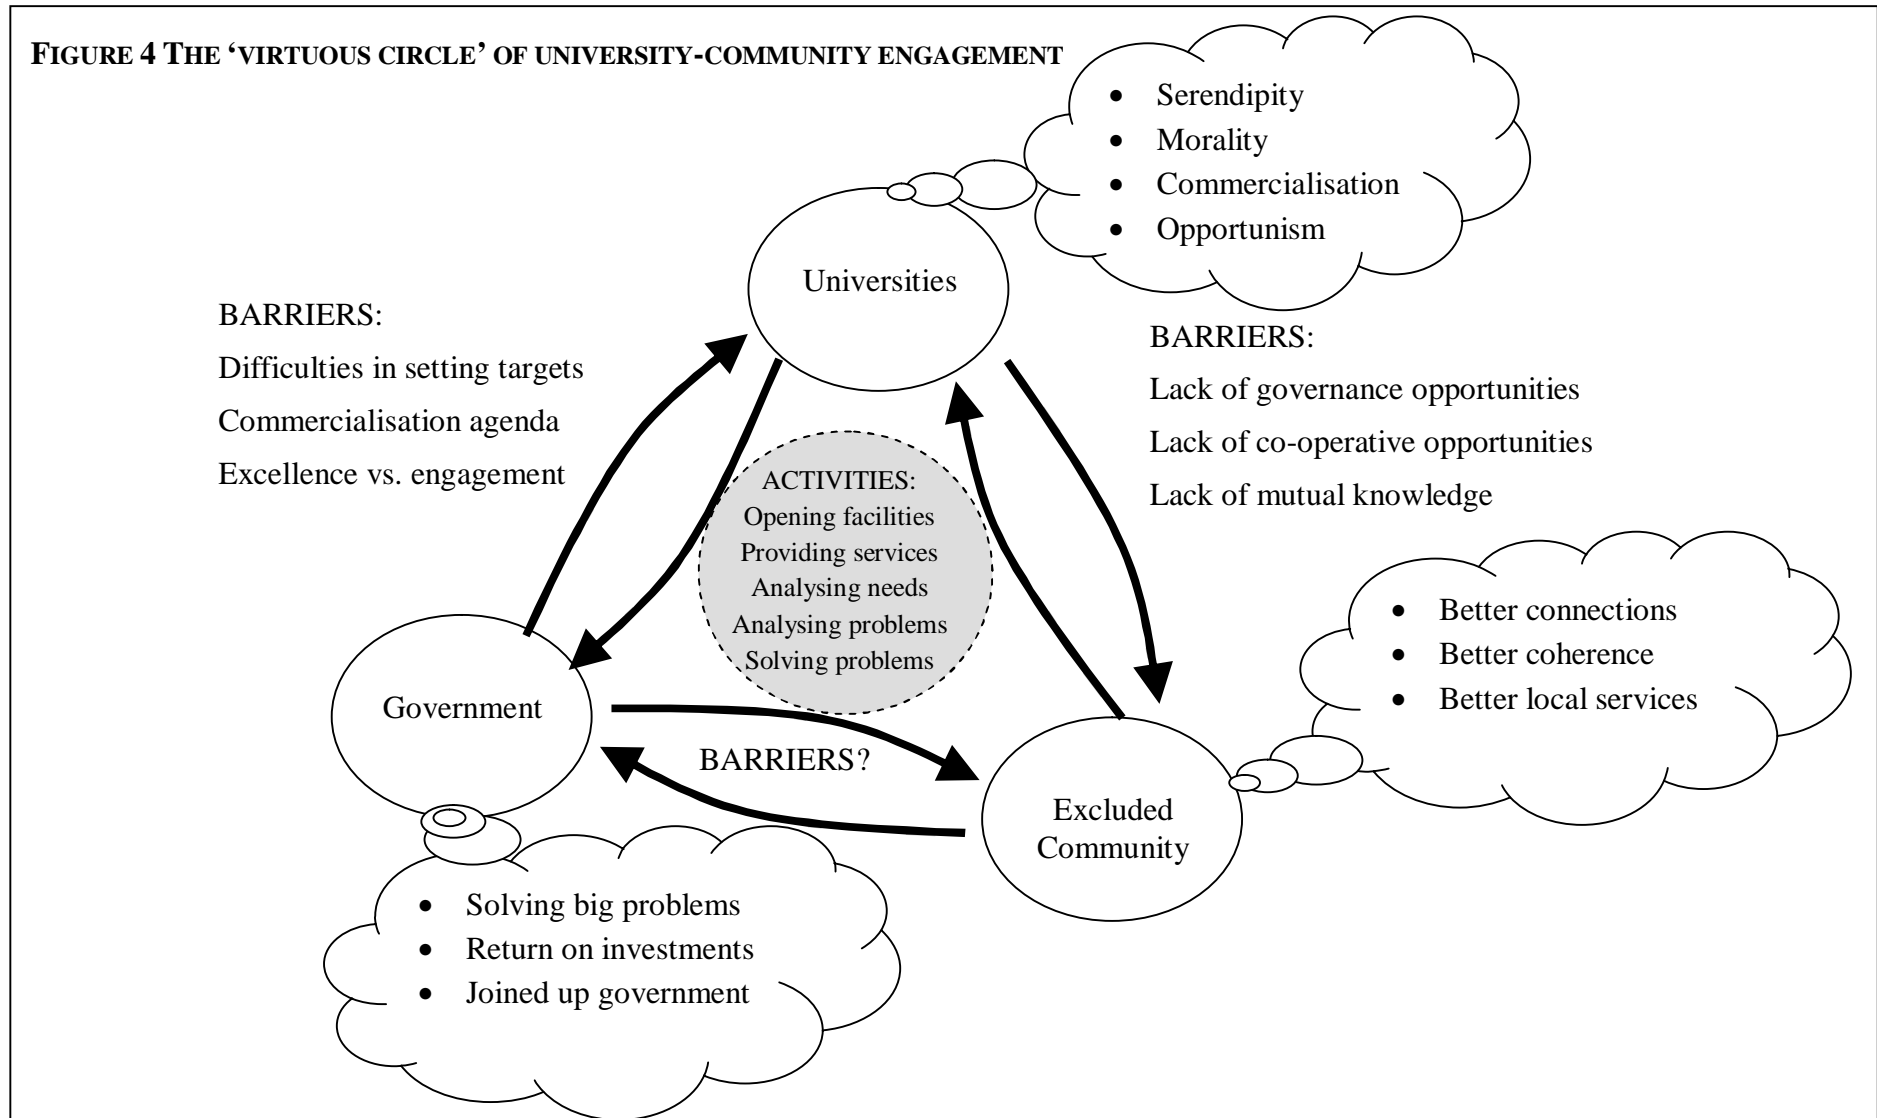 FIGURE 4 THE ‘VIRTUOUS CIRCLE’ OF UNIVERSITY-COMMUNITY ENGAGEMENT
• Serendipity
• Morality
• Commercialisation
• Opportunism
Universities
BARRIERS:
Difficulties in setting targets
Commercialisation agenda
Excellence vs. engagement
BARRIERS:
Lack of governance opportunities
Lack of co-operative opportunities
Lack of mutual knowledge
ACTIVITIES:
Opening facilities
Providing services
Analysing needs
Analysing problems
Solving problems
• Better connections
• Better coherence
• Better local services
Government
BARRIERS?
Excluded
Community
• Solving big problems
• Return on investments
• Joined up government